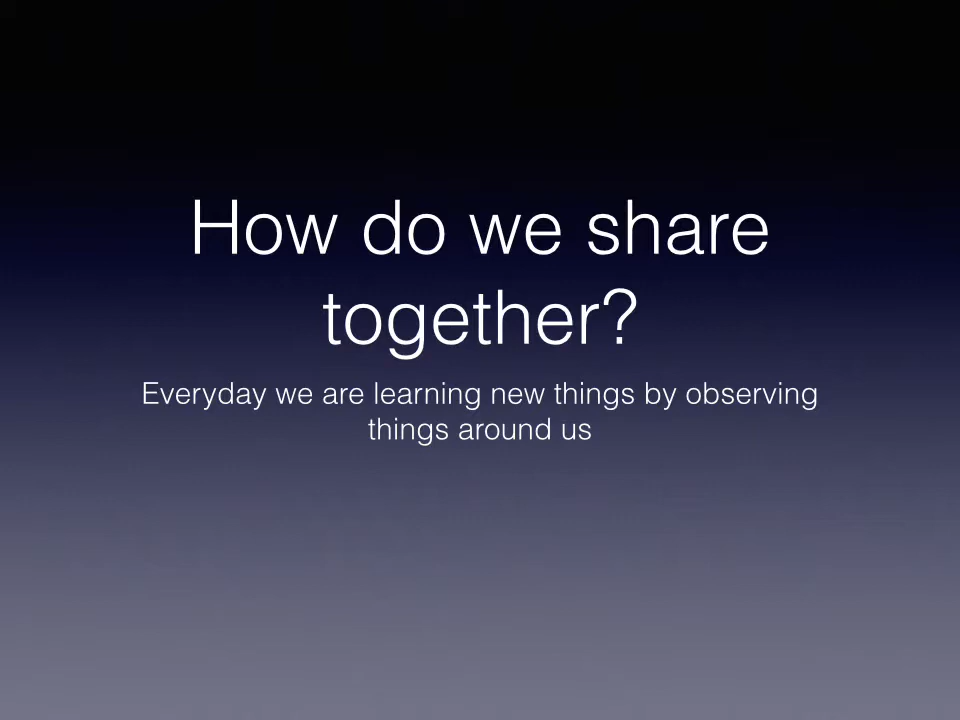 How do we share
together?
Everyday we are learning new things by observing
things around us